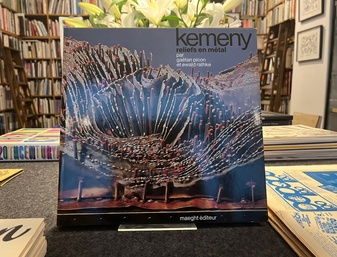 kemeny
reliefs en métal
par
gaëtan picon
et ewald rathke
maeght éditeur